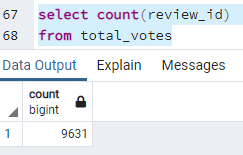 67 select count(review_id)
68 from total_votes
Data Output Explain Messages
count
bigint
1 9631